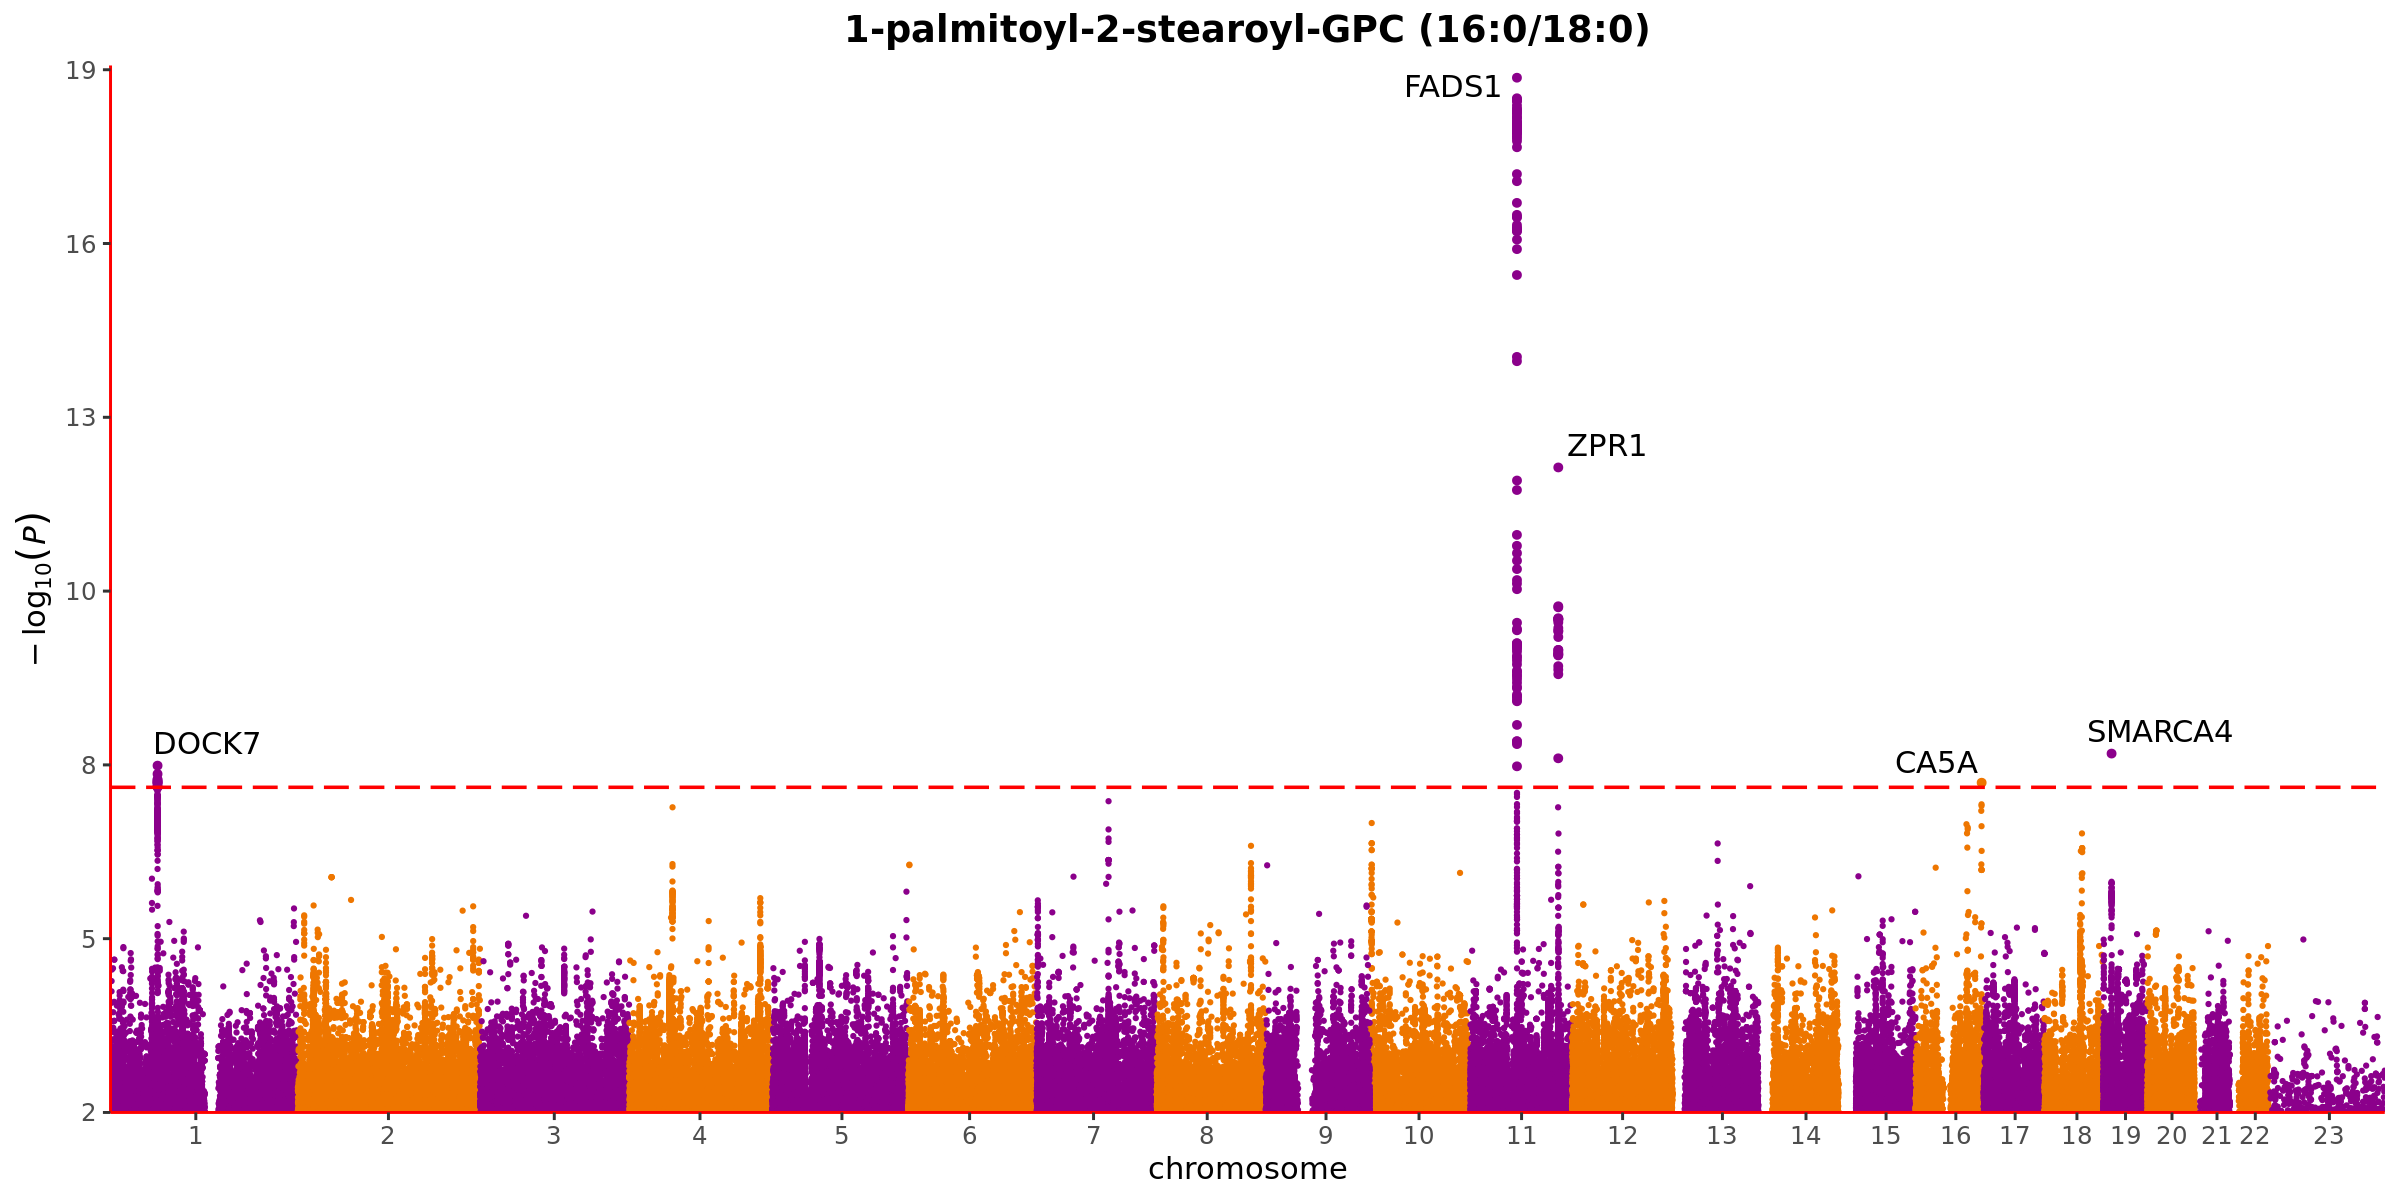 1-palmitoyl-2-stearoyl-GPC (16:0/18:0)
19
FADS1
16
13
ZPR1
− log10(P)
10
SMARCA4
DOCK7
CA5A
8
5
2
1 2 3 4 5 6 7 8 9 10 11 12 13 14 15 16 17 18 19 20 21 22 23
chromosome